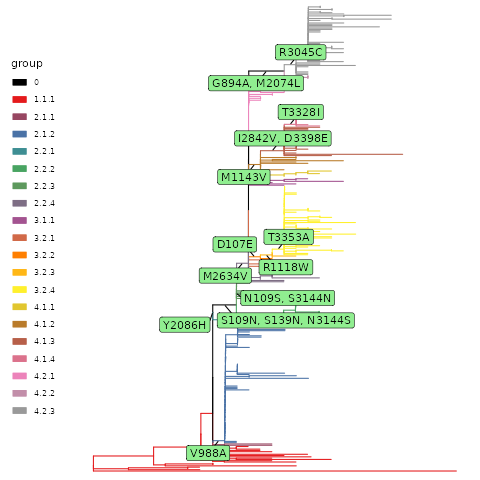 group
0
1.1.1
2.1.1
2.1.2
2.2.1
2.2.2
2.2.3
2.2.4
3.1.1
3.2.1
3.2.2
3.2.3
3.2.4
4.1.1
4.1.2
4.1.3
4.1.4
4.2.1
4.2.2
4.2.3
R3045C
G894A, M2074L
T3328I
I2842V, D3398E
M1143V
T3353A
D107E
R1118W
M2634V
N109S, S3144N
S109N, S139N, N3144S
Y2086H
V988A